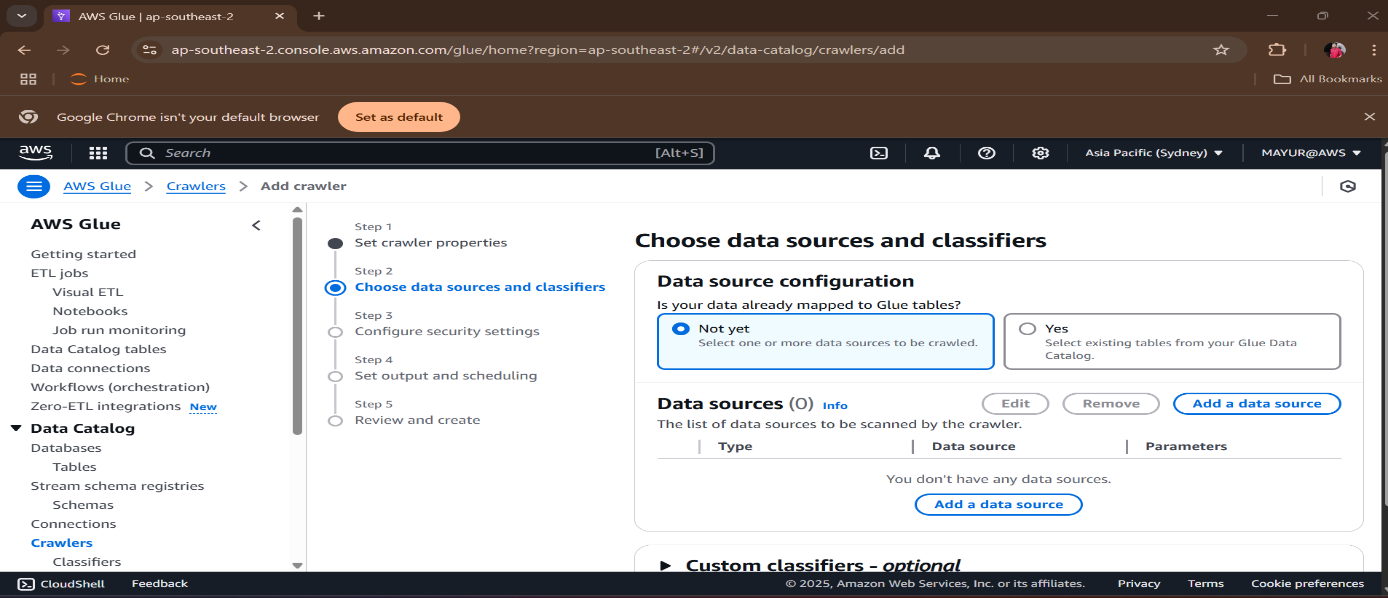 AWS Glue | ap-southeast-2
ap-southeast-2.console.aws.amazon.com/glue/home?region=ap-southeast-2#/v2/data-catalog/crawlers/add
Home
All Bookmarks
Google Chrome isn't your default browser
Set as default
aws
Search
[Alt+S]
Asia Pacific (Sydney)
MAYUR@AWS
AWS Glue
Crawlers
Add crawler
AWS Glue
Getting started
ETL jobs
Visual ETL
Notebooks
Job run monitoring
Data Catalog tables
Data connections
Workflows (orchestration)
Zero-ETL integrations New
Data Catalog
Databases
Tables
Stream schema registries
Schemas
Connections
Crawlers
Classifiers
Step 1
Set crawler properties
Step 2
Choose data sources and classifiers
Step 3
Configure security settings
Step 4
Set output and scheduling
Step 5
Review and create
Choose data sources and classifiers
Data source configuration
Is your data already mapped to Glue tables?
Not yet
Select one or more data sources to be crawled.
Yes
Select existing tables from your Glue Data
Catalog.
Data sources (0) Info
Edit
Remove
Add a data source
The list of data sources to be scanned by the crawler.
Type
Data source
Parameters
You don't have any data sources.
Add a data source
Custom classifiers - optional
CloudShell
Feedback
© 2025, Amazon Web Services, Inc. or its affiliates.
Privacy
Terms
Cookie preferences